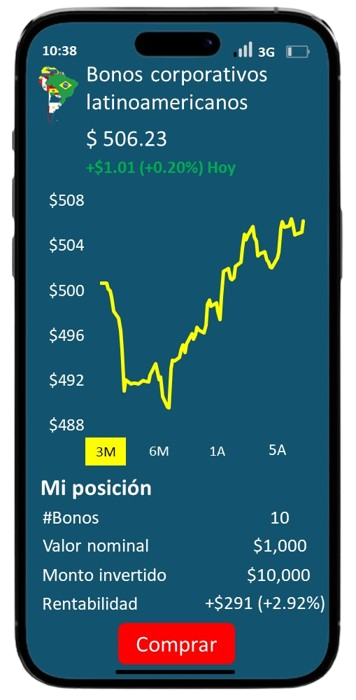 10:38 3G
Bonos corporativos
latinoamericanos
$ 506.23
+$1.01 (+0.20%) Hoy
$508
$504
$500
$496
$492
$488
3M 6M 1A 5A
Mi posición
#Bonos 10
Valor nominal $1,000
Monto invertido $10,000
Rentabilidad +$291 (+2.92%)
Comprar